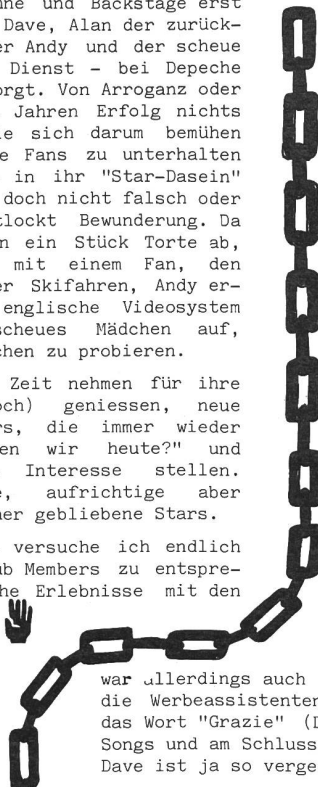 ne und Backstage erst
Dave, Alan der zurück-
er Andy und der scheue
Dienst - bei Depeche
orgt. Von Arroganz oder
Jahren Erfolg nichts
e sich darum bemühen
e Fans zu unterhalten
in ihr "Star-Dasein"
doch nicht falsch oder
tlockt Bewunderung. Da
n ein Stück Torte ab,
mit einem Fan, den
er Skifahren, Andy er-
englische Videosystem
scheues Mädchen auf,
chen zu probieren.
Zeit nehmen für ihre
och) geniessen, neue
rs, die immer wieder
en wir heute?" und
Interesse stellen.
e, aufrichtige aber
ner gebliebene Stars.
versuche ich endlich
ub Members zu entspre-
he Erlebnisse mit den
war allerdings auch
die Werbeassistenten
das Wort "Grazie" (D
Songs und am Schluss
Dave ist ja so verge